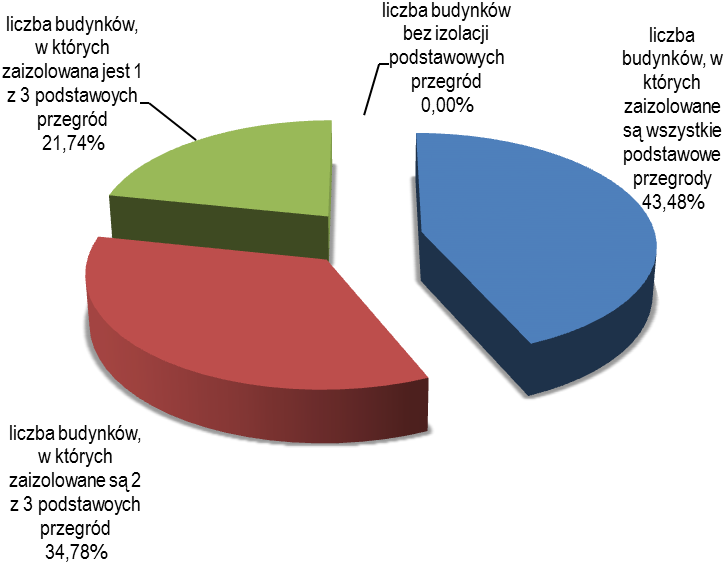 liczba budynków,
w których
zaizolowana jest 1
z 3 podstawoych
przegród
21,74%
liczba budynków
bez izolacji
podstawowych
przegród
0,00%
liczba
budynków, w
których
zaizolowane
są wszystkie
podstawowe
przegrody
43,48%
liczba budynków,
w których
zaizolowane są 2
z 3 podstawoych
przegród
34,78%